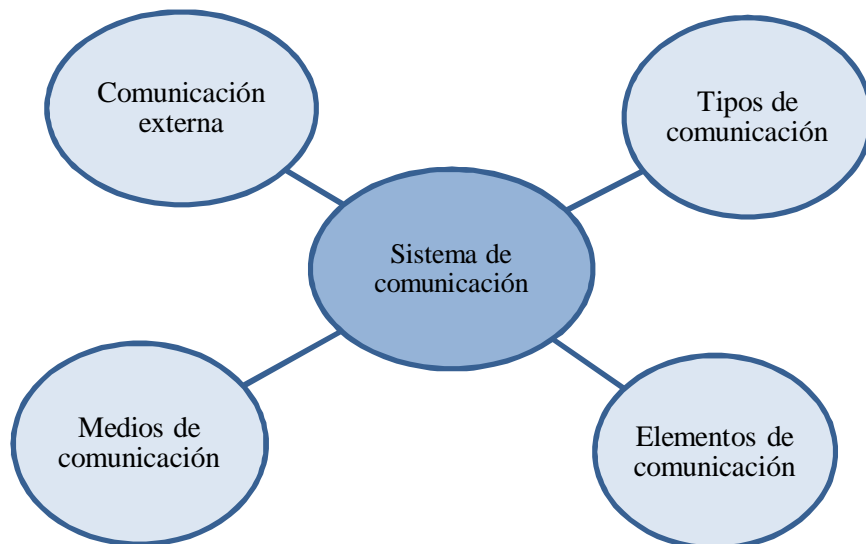 Comunicación
externa
Tipos de
comunicación
Sistema de
comunicación
Medios de
comunicación
Elementos de
comunicación